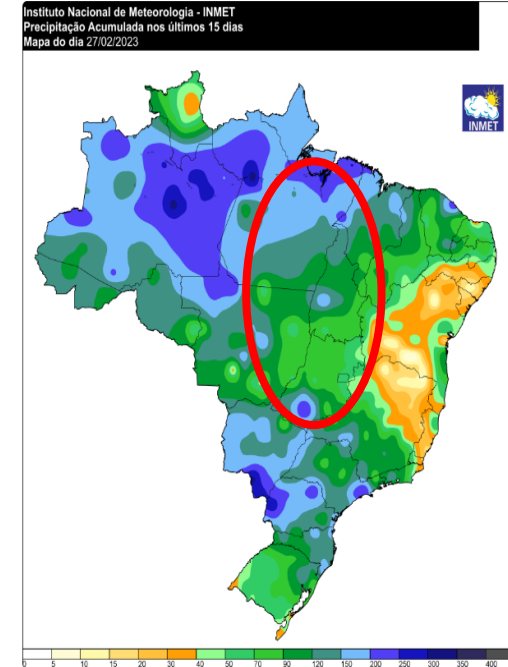 Instituto Nacional de Meteorologia - INMET
Precipitação Acumulada nos últimos 15 dias
Mapa do dia 27/02/2023
INMET
0 5 10 15 20 30 40 50 70 90 120 150 200 250 300 350 400